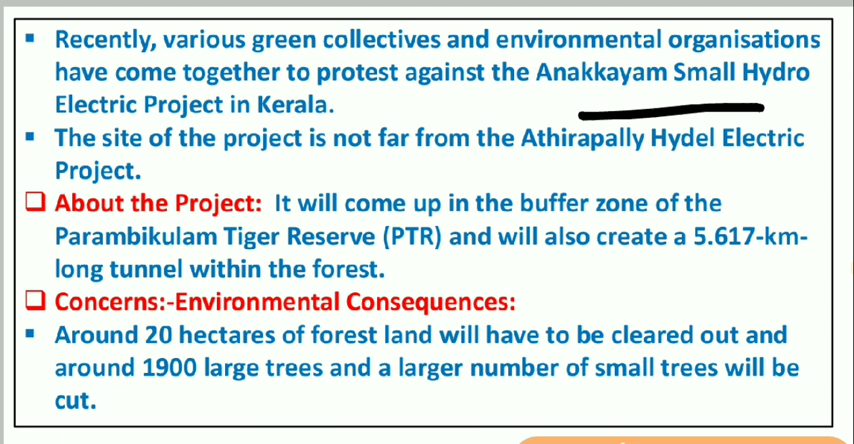 ▪ Recently, various green collectives and environmental organisations
have come together to protest against the Anakkayam Small Hydro
Electric Project in Kerala.
▪ The site of the project is not far from the Athirapally Hydel Electric
Project.
❑ About the Project: It will come up in the buffer zone of the
Parambikulam Tiger Reserve (PTR) and will also create a 5.617-km-
long tunnel within the forest.
❑ Concerns:-Environmental Consequences:
▪ Around 20 hectares of forest land will have to be cleared out and
around 1900 large trees and a larger number of small trees will be
cut.